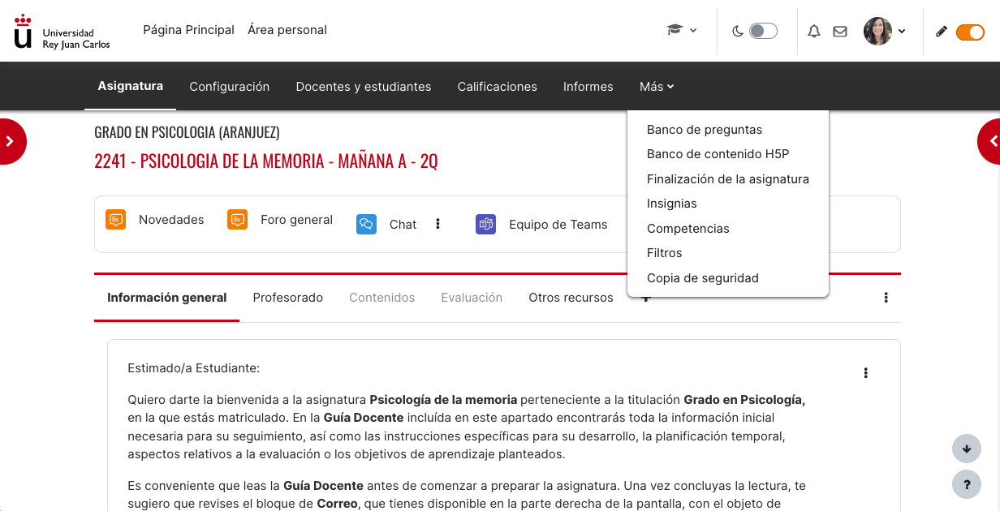 Universidad
Rey Juan Carlos
Página Principal Área personal
Asignatura Configuración Docentes y estudiantes Calificaciones Informes Más
Banco de preguntas
Banco de contenido H5P
Finalización de la asignatura
Insignias
Competencias
Filtros
Copia de seguridad
GRADO EN PSICOLOGIA (ARANJUEZ)
2241 - PSICOLOGIA DE LA MEMORIA - MAÑANA A - 2Q
Novedades Foro general Chat Equipo de Teams
Información general Profesorado Contenidos Evaluación Otros recursos
Estimado/a Estudiante:
Quiero darte la bienvenida a la asignatura Psicología de la memoria perteneciente a la titulación Grado en Psicología,
en la que estás matriculado. En la Guía Docente incluída en este apartado encontrarás toda la información inicial
necesaria para su seguimiento, así como las instrucciones específicas para su desarrollo, la planificación temporal,
aspectos relativos a la evaluación o los objetivos de aprendizaje planteados.
Es conveniente que leas la Guía Docente antes de comenzar a preparar la asignatura. Una vez concluyas la lectura, te
sugiero que revises el bloque de Correo, que tienes disponible en la parte derecha de la pantalla, con el objeto de
?